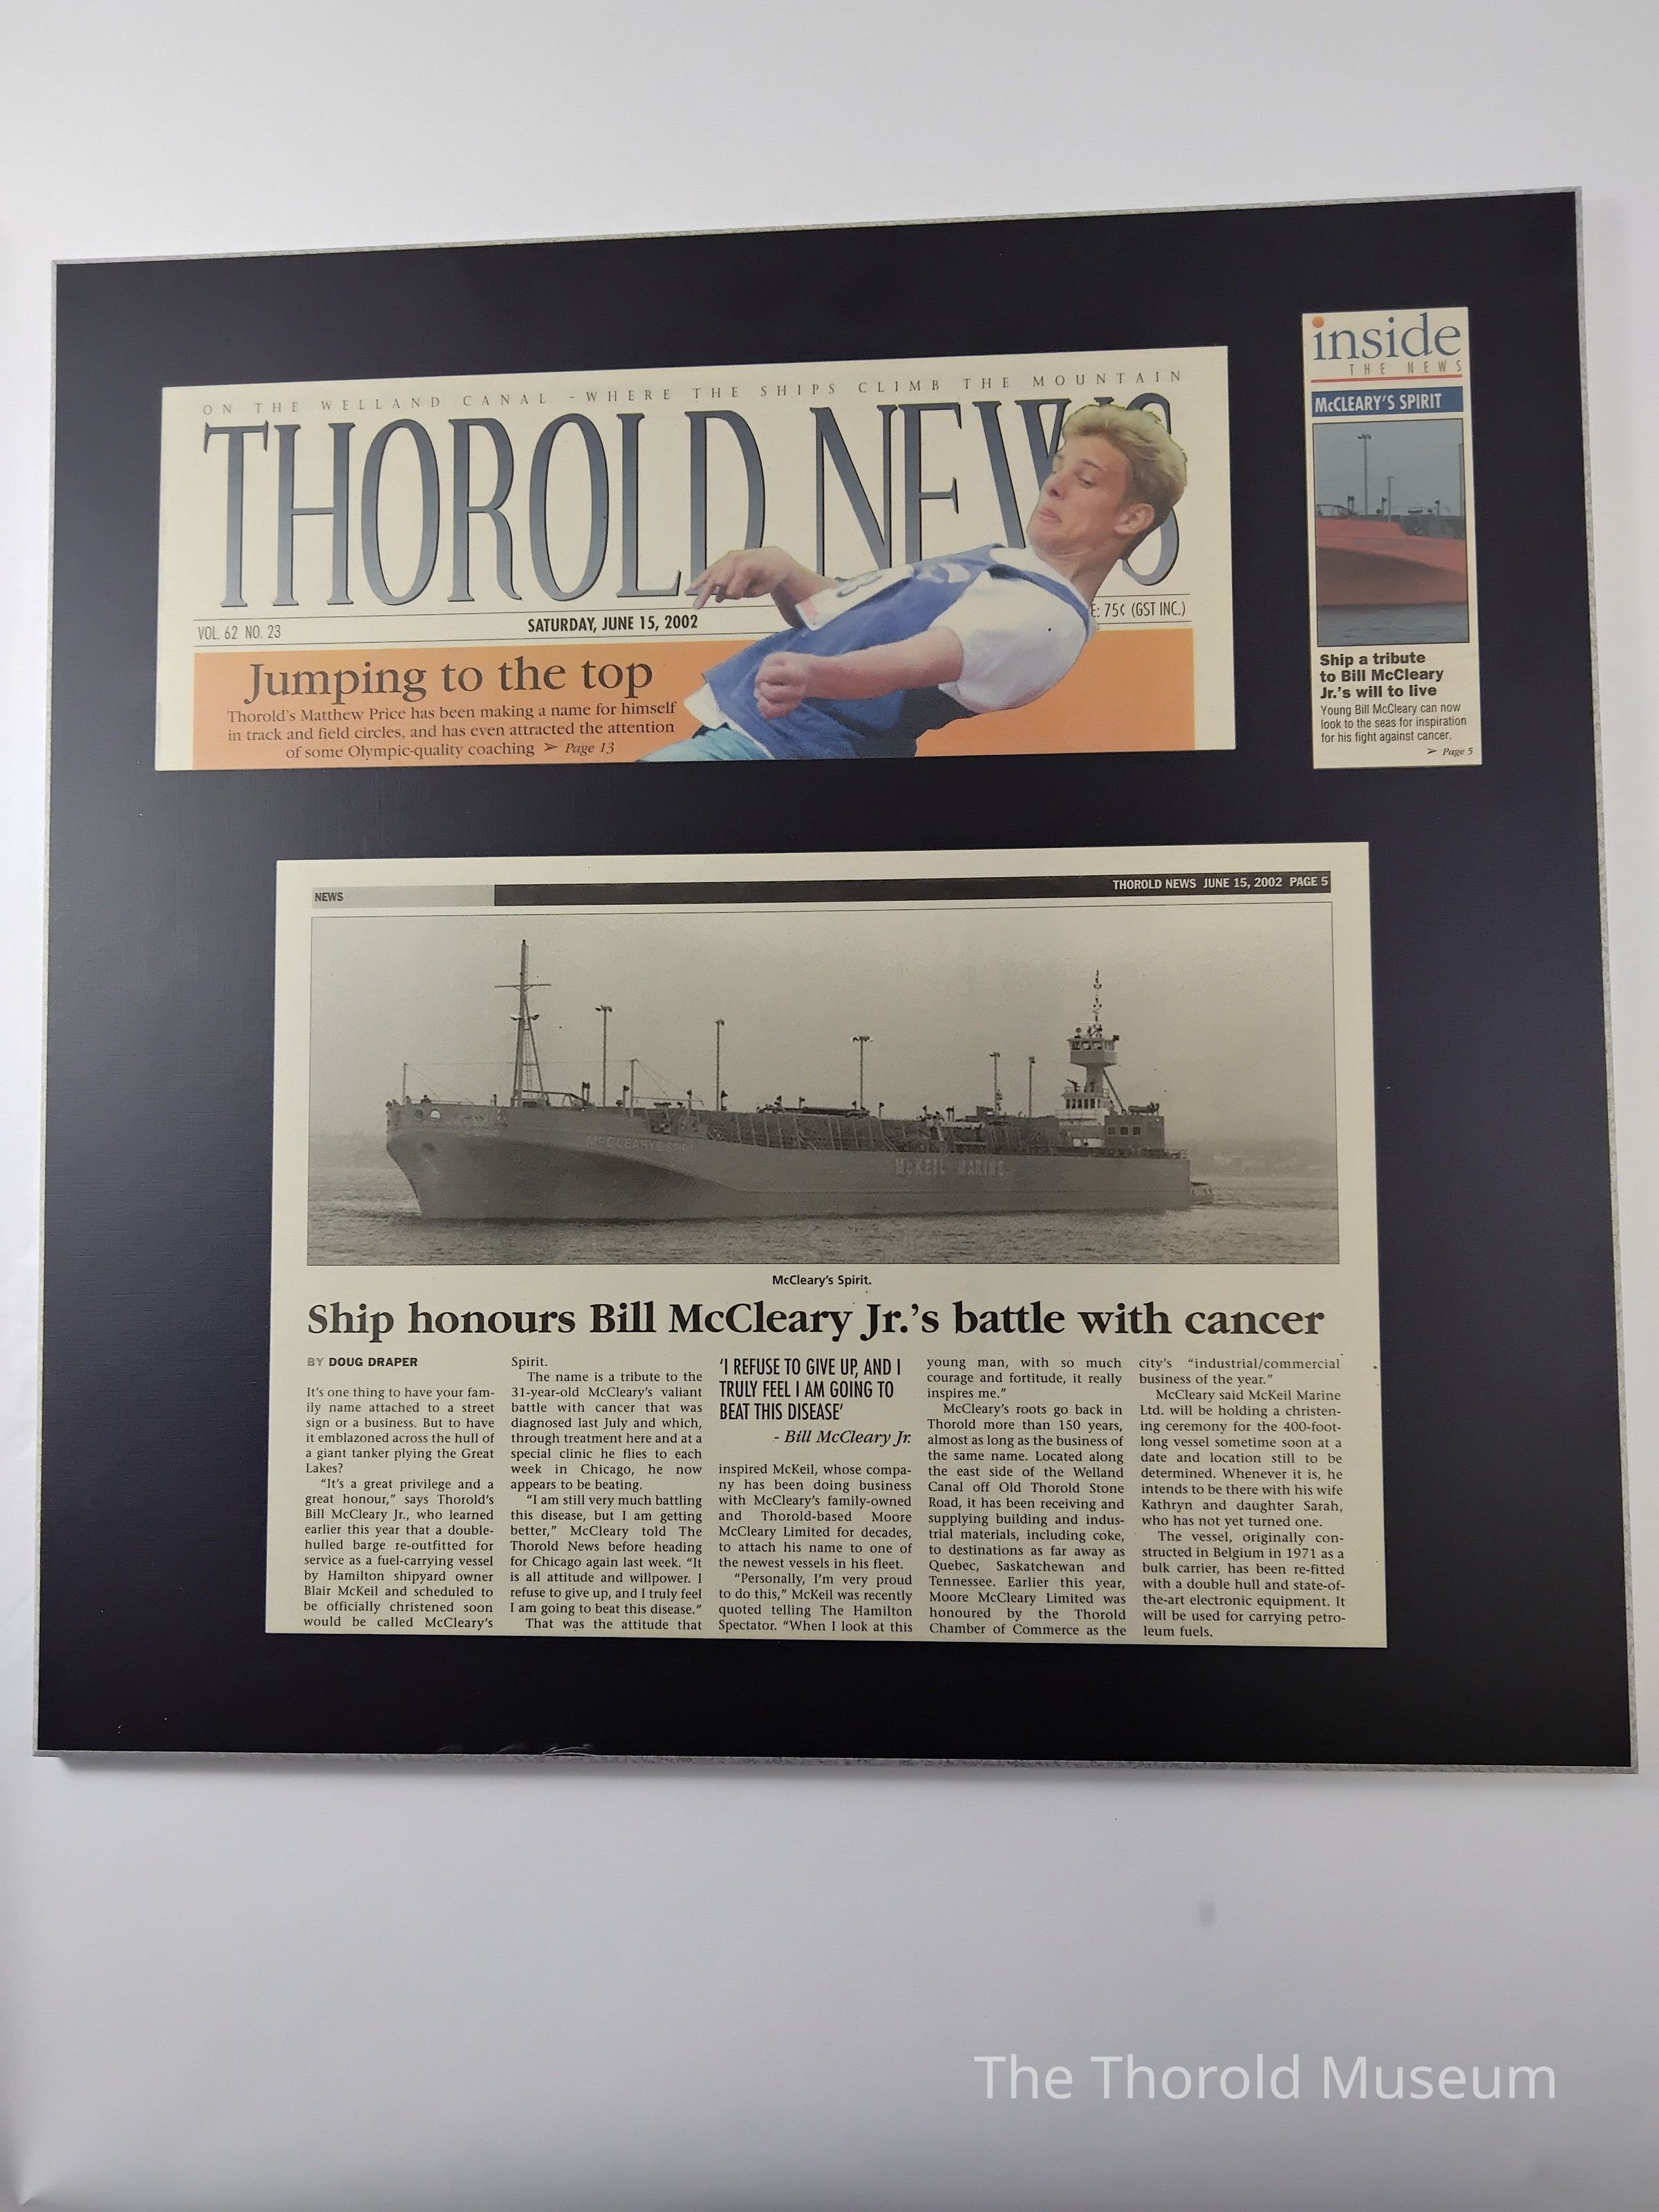 ON THE WELLAND CANAL - WHERE THE SHIPS CLIMB THE MOUNTAIN
THOROLD NEWS
VOL. 62 NO. 23
SATURDAY, JUNE 15, 2002
E: 75¢ (GST INC.)
Jumping to the top
Thorold's Matthew Price has been making a name for himself
in track and field circles, and has even attracted the attention
of some Olympic-quality coaching ➢ Page 13
inside
THE NEWS
McCLEARY'S SPIRIT
Ship a tribute
to Bill McCleary
Jr.'s will to live
Young Bill McCleary can now
look to the seas for inspiration
for his fight against cancer.
➢ Page 5
NEWS
THOROLD NEWS JUNE 15, 2002 PAGE 5
McCLEARY'S SPIRIT
McKEIL MARINE
McCleary's Spirit.
Ship honours Bill McCleary Jr.'s battle with cancer
BY DOUG DRAPER
It's one thing to have your fam-
ily name attached to a street
sign or a business. But to have
it emblazoned across the hull of
a giant tanker plying the Great
Lakes?
"It's a great privilege and a
great honour," says Thorold's
Bill McCleary Jr., who learned
earlier this year that a double-
hulled barge re-outfitted for
service as a fuel-carrying vessel
by Hamilton shipyard owner
Blair McKeil and scheduled to
be officially christened soon
would be called McCleary's
Spirit.
The name is a tribute to the
31-year-old McCleary's valiant
battle with cancer that was
diagnosed last July and which,
through treatment here and at a
special clinic he flies to each
week in Chicago, he now
appears to be beating.
"I am still very much battling
this disease, but I am getting
better," McCleary told The
Thorold News before heading
for Chicago again last week. "It
is all attitude and willpower. I
refuse to give up, and I truly feel
I am going to beat this disease."
That was the attitude that
'I REFUSE TO GIVE UP, AND I
TRULY FEEL I AM GOING TO
BEAT THIS DISEASE'
- Bill McCleary Jr.
inspired McKeil, whose compa-
ny has been doing business
with McCleary's family-owned
and Thorold-based Moore
McCleary Limited for decades,
to attach his name to one of
the newest vessels in his fleet.
"Personally, I'm very proud
to do this," McKeil was recently
quoted telling The Hamilton
Spectator. "When I look at this
young man, with so much
courage and fortitude, it really
inspires me."
McCleary's roots go back in
Thorold more than 150 years,
almost as long as the business of
the same name. Located along
the east side of the Welland
Canal off Old Thorold Stone
Road, it has been receiving and
supplying building and indus-
trial materials, including coke,
to destinations as far away as
Quebec, Saskatchewan and
Tennessee. Earlier this year,
Moore McCleary Limited was
honoured by the Thorold
Chamber of Commerce as the
city's "industrial/commercial
business of the year."
McCleary said McKeil Marine
Ltd. will be holding a christen-
ing ceremony for the 400-foot-
long vessel sometime soon at a
date and location still to be
determined. Whenever it is, he
intends to be there with his wife
Kathryn and daughter Sarah,
who has not yet turned one.
The vessel, originally con-
structed in Belgium in 1971 as a
bulk carrier, has been re-fitted
with a double hull and state-of-
the-art electronic equipment. It
will be used for carrying petro-
leum fuels.
The Thorold Museum